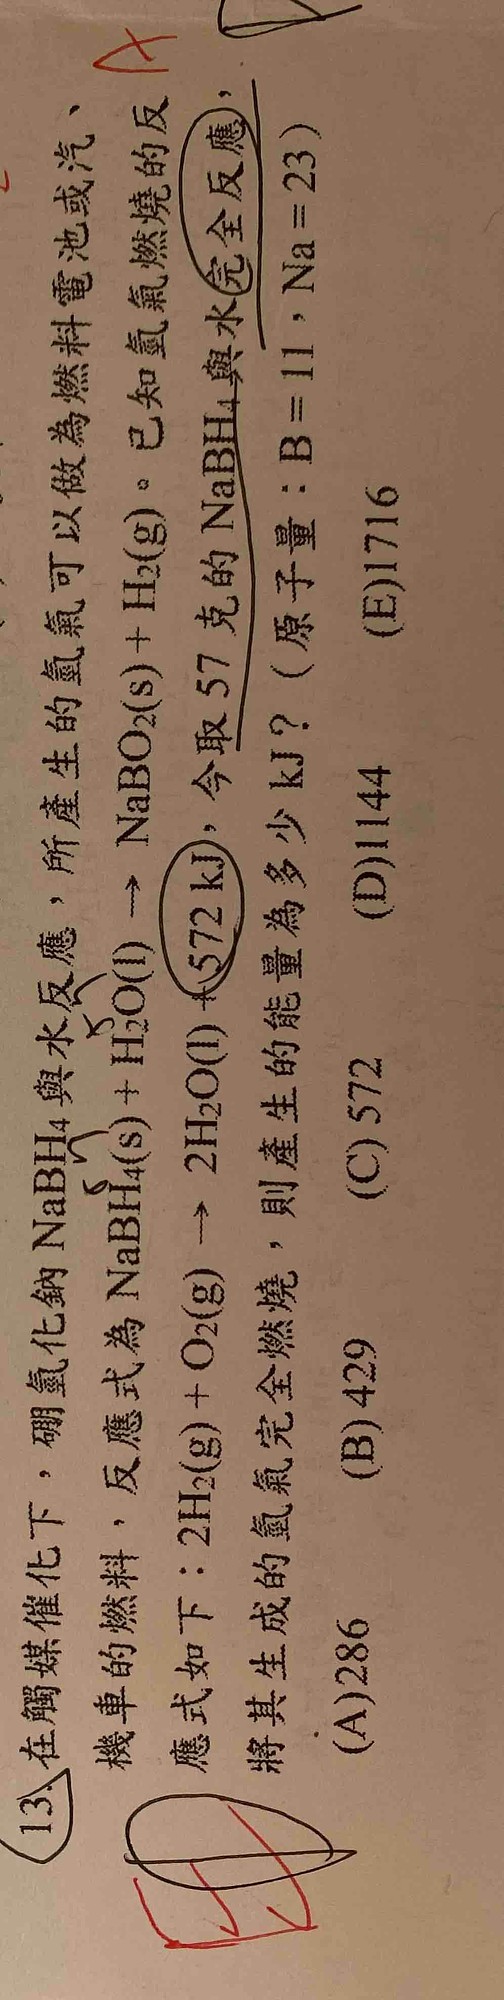 13.在觸媒催化下，硼氫化鈉 NaBH4 與水反應，所產生的氫氣可以做為燃料電池或汽、
機車的燃料，反應式為 NaBH4(s) + H2O(l) → NaBO2(s) + H2(g)。已知氫氣燃燒的反
應式如下：2H2(g) + O2(g) → 2H2O(l) + 572 kJ，今取 57 克的 NaBH4 與水完全反應，
將其生成的氫氣完全燃燒，則產生的能量為多少 kJ？（原子量：B = 11，Na = 23）
(A)286 (B) 429 (C) 572 (D)1144 (E)1716